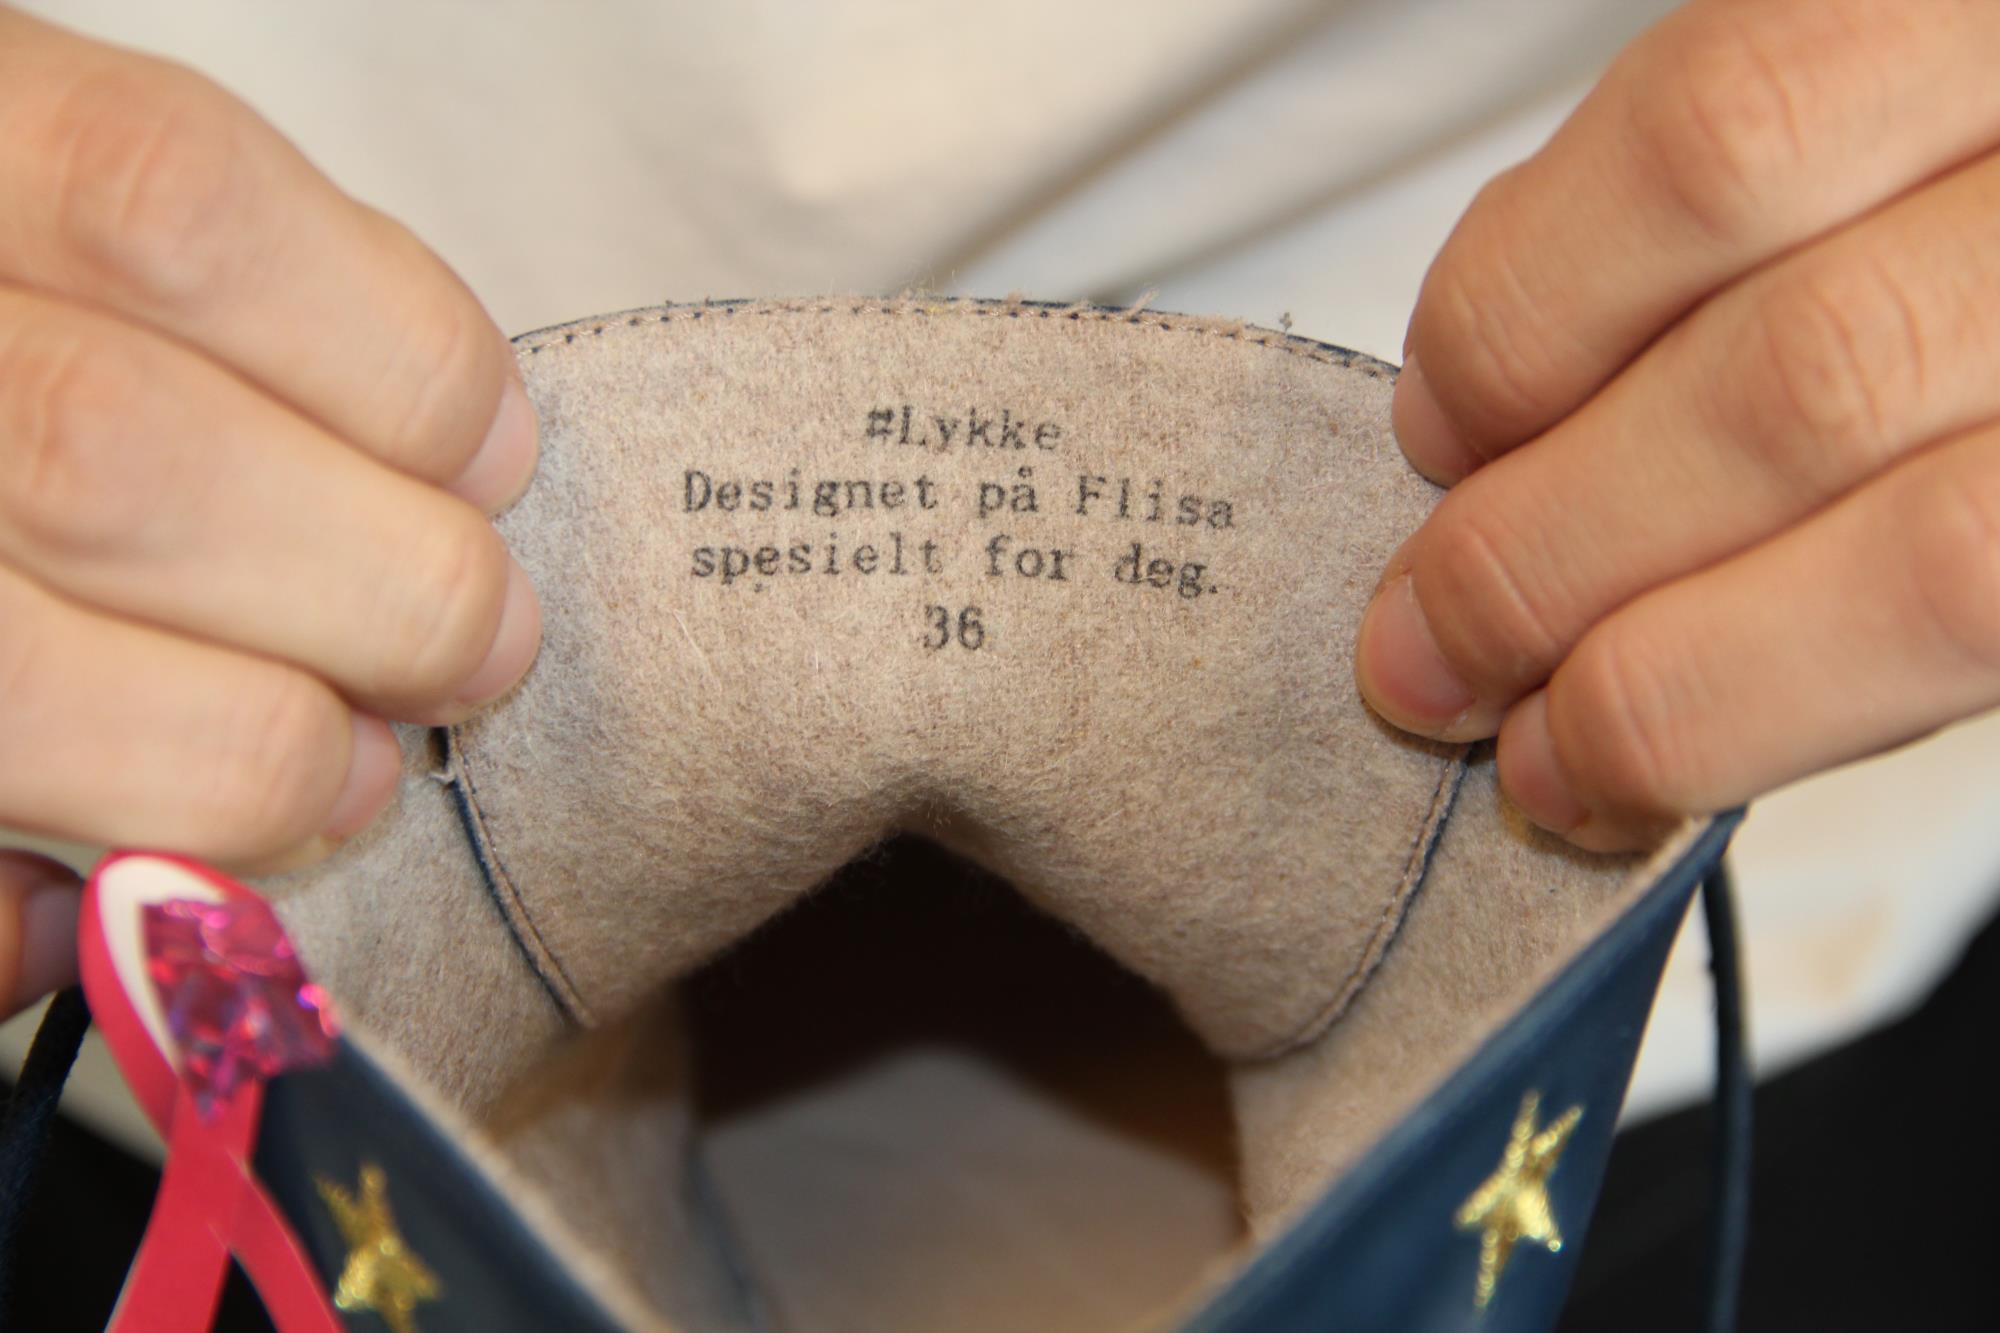 #Lykke
Designet på Flisa
spesielt for deg.
36